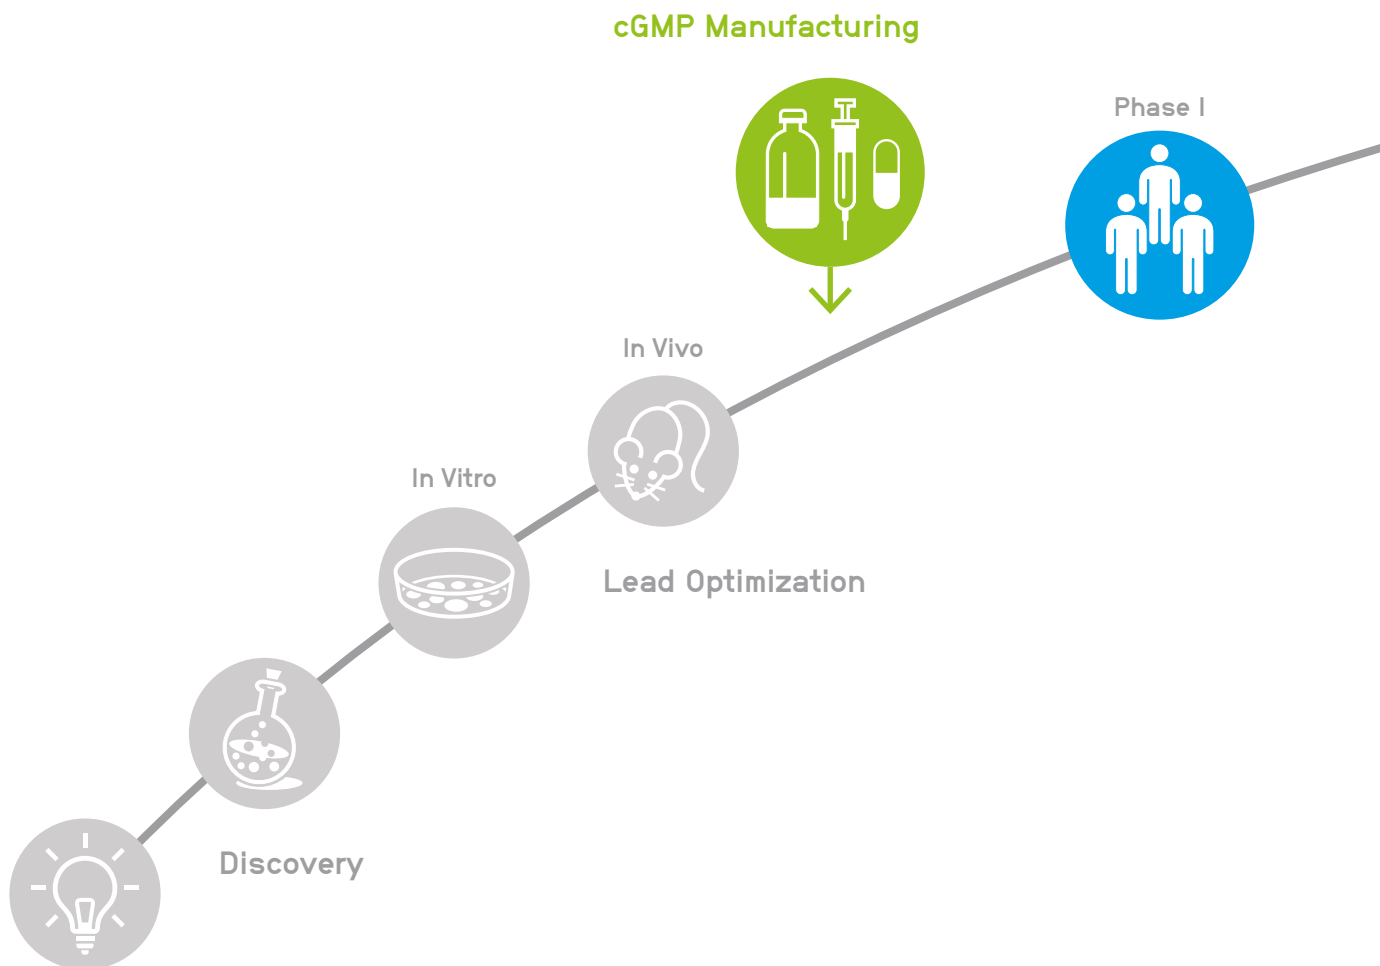 cGMP Manufacturing
Phase I
In Vivo
In Vitro
Lead Optimization
Discovery